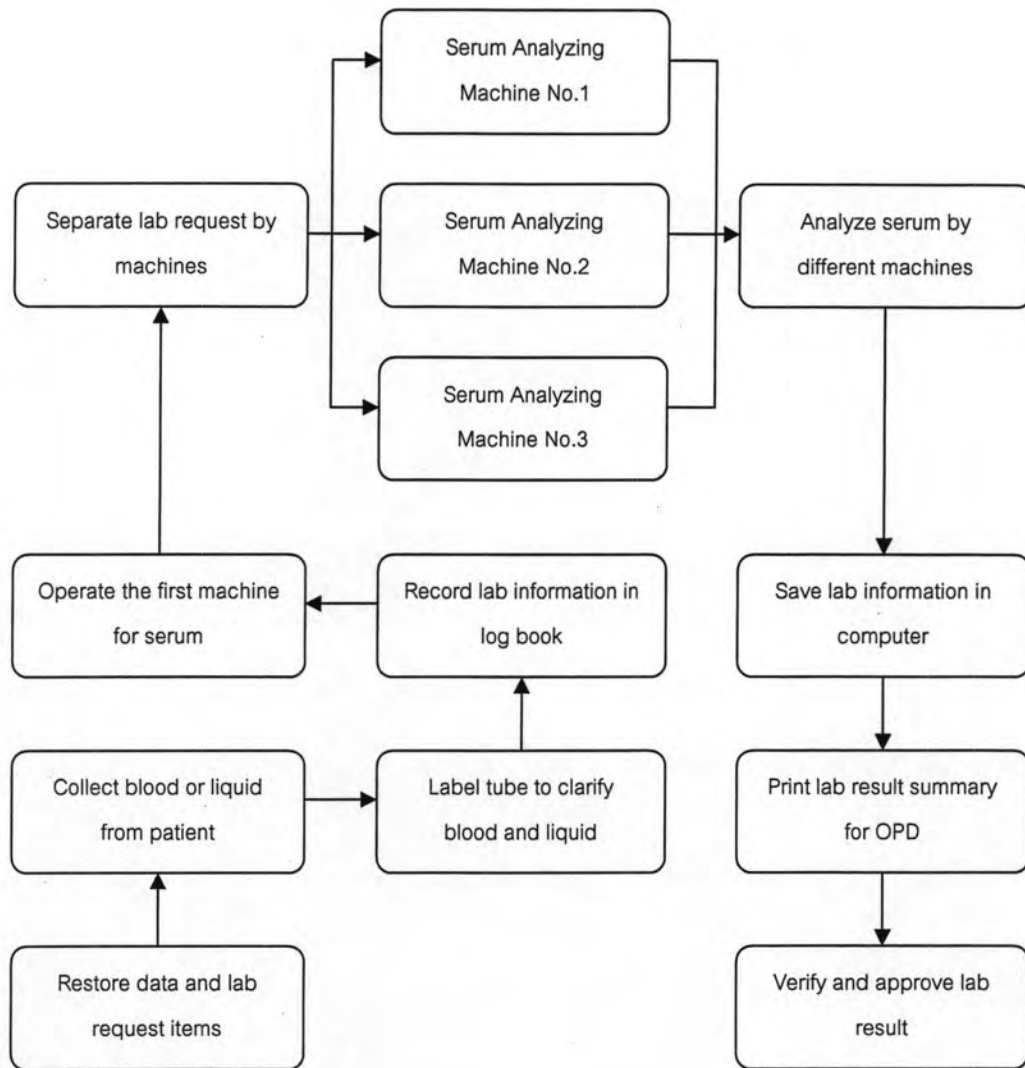 Serum Analyzing
Machine No.1
Separate lab request by
machines
Serum Analyzing
Machine No.2
Analyze serum by
different machines
Serum Analyzing
Machine No.3
Operate the first machine
for serum
Record lab information in
log book
Save lab information in
computer
Collect blood or liquid
from patient
Label tube to clarify
blood and liquid
Print lab result summary
for OPD
Restore data and lab
request items
Verify and approve lab
result